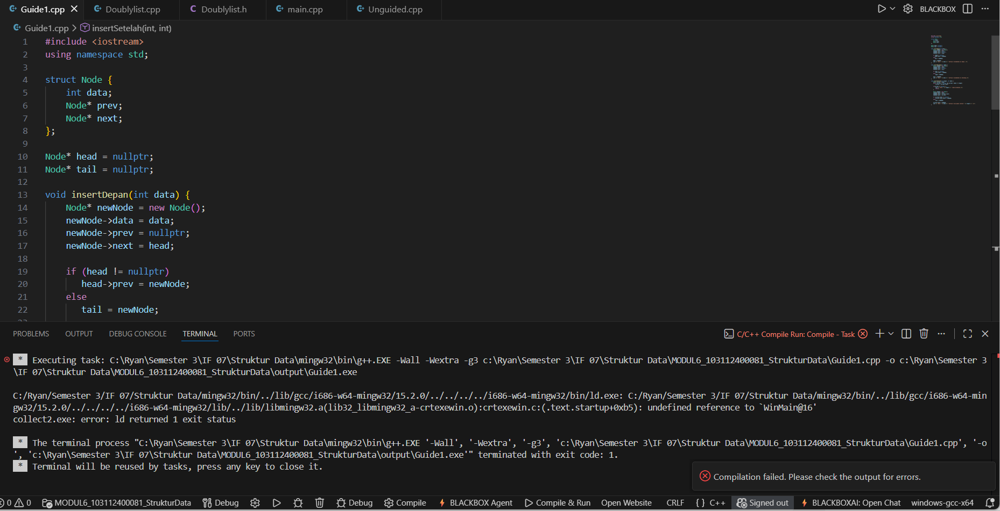 Guide1.cpp
Doublylist.cpp
Doublylist.h
main.cpp
Unguided.cpp
BLACKBOX
Guide1.cpp > insertSetelah(int, int)
1 #include <iostream>
2 using namespace std;
3
4 struct Node {
5 int data;
6 Node* prev;
7 Node* next;
8 };
9
10 Node* head = nullptr;
11 Node* tail = nullptr;
12
13 void insertDepan(int data) {
14 Node* newNode = new Node();
15 newNode->data = data;
16 newNode->prev = nullptr;
17 newNode->next = head;
18
19 if (head != nullptr)
20 head->prev = newNode;
21 else
22 tail = newNode;
PROBLEMS OUTPUT DEBUG CONSOLE TERMINAL PORTS
C/C++ Compile Run: Compile - Task
* Executing task: C:\Ryan\Semester 3\IF 07\Struktur Data\mingw32\bin\g++.EXE -Wall -Wextra -g3 c:\Ryan\Semester 3\IF 07\Struktur Data\MODUL6_103112400081_StrukturData\Guide1.cpp -o c:\Ryan\Semester 3
\IF 07\Struktur Data\MODUL6_103112400081_StrukturData\output\Guide1.exe
C:/Ryan/Semester 3/IF 07/Struktur Data/mingw32/bin/../lib/gcc/i686-w64-mingw32/15.2.0/../../../../i686-w64-mingw32/bin/ld.exe: C:/Ryan/Semester 3/IF 07/Struktur Data/mingw32/bin/../lib/gcc/i686-w64-min
gw32/15.2.0/../../../../i686-w64-mingw32/lib/../lib/libmingw32.a(lib32_libmingw32_a-crtexewin.o):crtexewin.c:(.text.startup+0xb5): undefined reference to `WinMain@16'
collect2.exe: error: ld returned 1 exit status
* The terminal process "C:\Ryan\Semester 3\IF 07\Struktur Data\mingw32\bin\g++.EXE '-Wall', '-Wextra', '-g3', 'c:\Ryan\Semester 3\IF 07\Struktur Data\MODUL6_103112400081_StrukturData\Guide1.cpp', '-o
', 'c:\Ryan\Semester 3\IF 07\Struktur Data\MODUL6_103112400081_StrukturData\output\Guide1.exe'" terminated with exit code: 1.
* Terminal will be reused by tasks, press any key to close it.
Compilation failed. Please check the output for errors.
0 0 MODUL6_103112400081_StrukturData Debug Debug Compile BLACKBOX Agent Compile & Run Open Website CRLF {} C++ Signed out BLACKBOXAI: Open Chat windows-gcc-x64